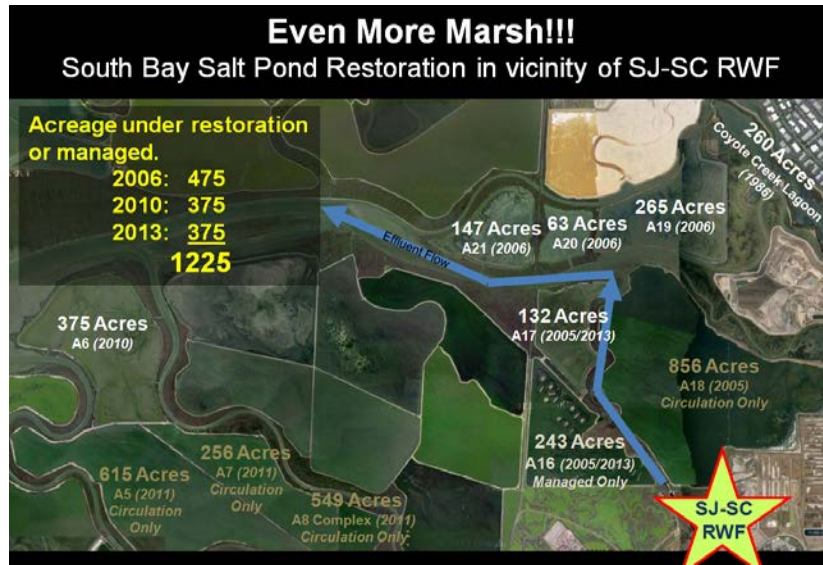 Even More Marsh!!!
South Bay Salt Pond Restoration in vicinity of SJ-SC RWF
Acreage under restoration
or managed.
2006: 475
2010: 375
2013: 375
1225
260 Acres
Coyote Creek Lagoon
(1986)
147 Acres
A21 (2006)
63 Acres
A20 (2006)
265 Acres
A19 (2006)
Effluent Flow
375 Acres
A6 (2010)
132 Acres
A17 (2005/2013)
856 Acres
A18 (2005)
Circulation Only
243 Acres
A16 (2005/2013)
Managed Only
256 Acres
A7 (2011)
Circulation
Only
615 Acres
A5 (2011)
Circulation
Only
549 Acres
A8 Complex (2011)
Circulation Only
SJ-SC
RWF